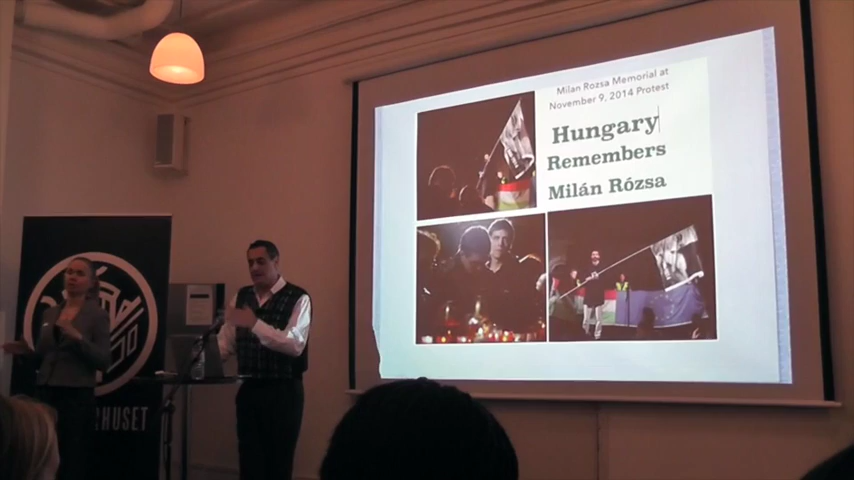 Milan Rozsa Memorial at
November 9, 2014 Protest
Hungary
Remembers
Milán Rózsa
HUSET